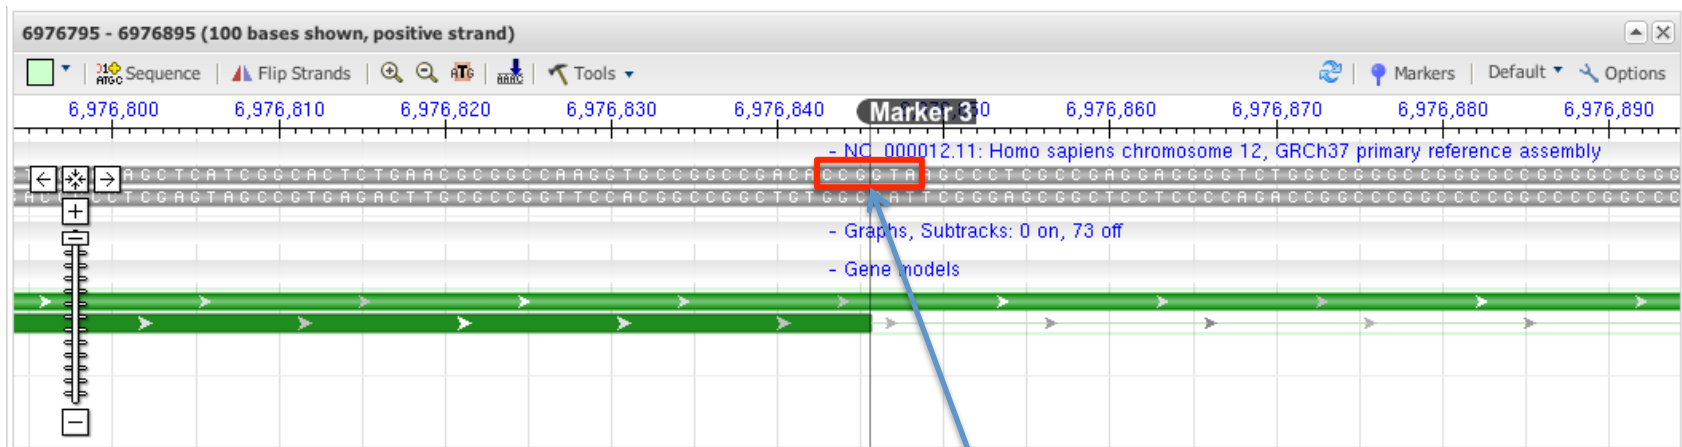 6976795 - 6976895 (100 bases shown, positive strand)
Sequence Flip Strands ATG Tools Markers Default Options
6,976,800 6,976,810 6,976,820 6,976,830 6,976,840 Marker 3 6,976,860 6,976,870 6,976,880 6,976,890
- NC_000012.11: Homo sapiens chromosome 12, GRCh37 primary reference assembly
AGCTCATCGGCACTCTGAACGCGGCCAAGGTGCCGGCCGACACCG TAAGCCCTCGCCGAGGAGGGGTCTGGCCGGGCCGGGGCCGGGCCGGG
- Graphs, Subtracks: 0 on, 73 off
- Gene models